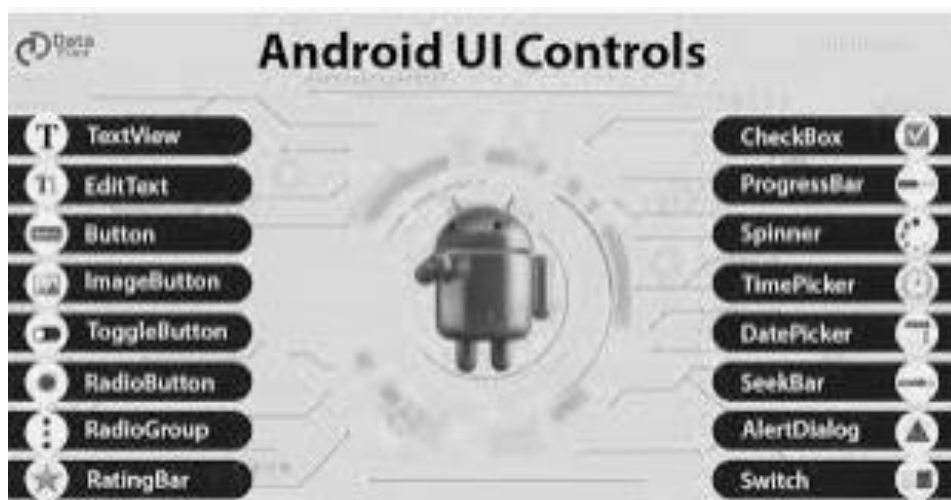 Data
Flair
Android UI Controls
TextView
EditText
Button
ImageButton
ToggleButton
RadioButton
RadioGroup
RatingBar
CheckBox
ProgressBar
Spinner
TimePicker
DatePicker
SeekBar
AlertDialog
Switch